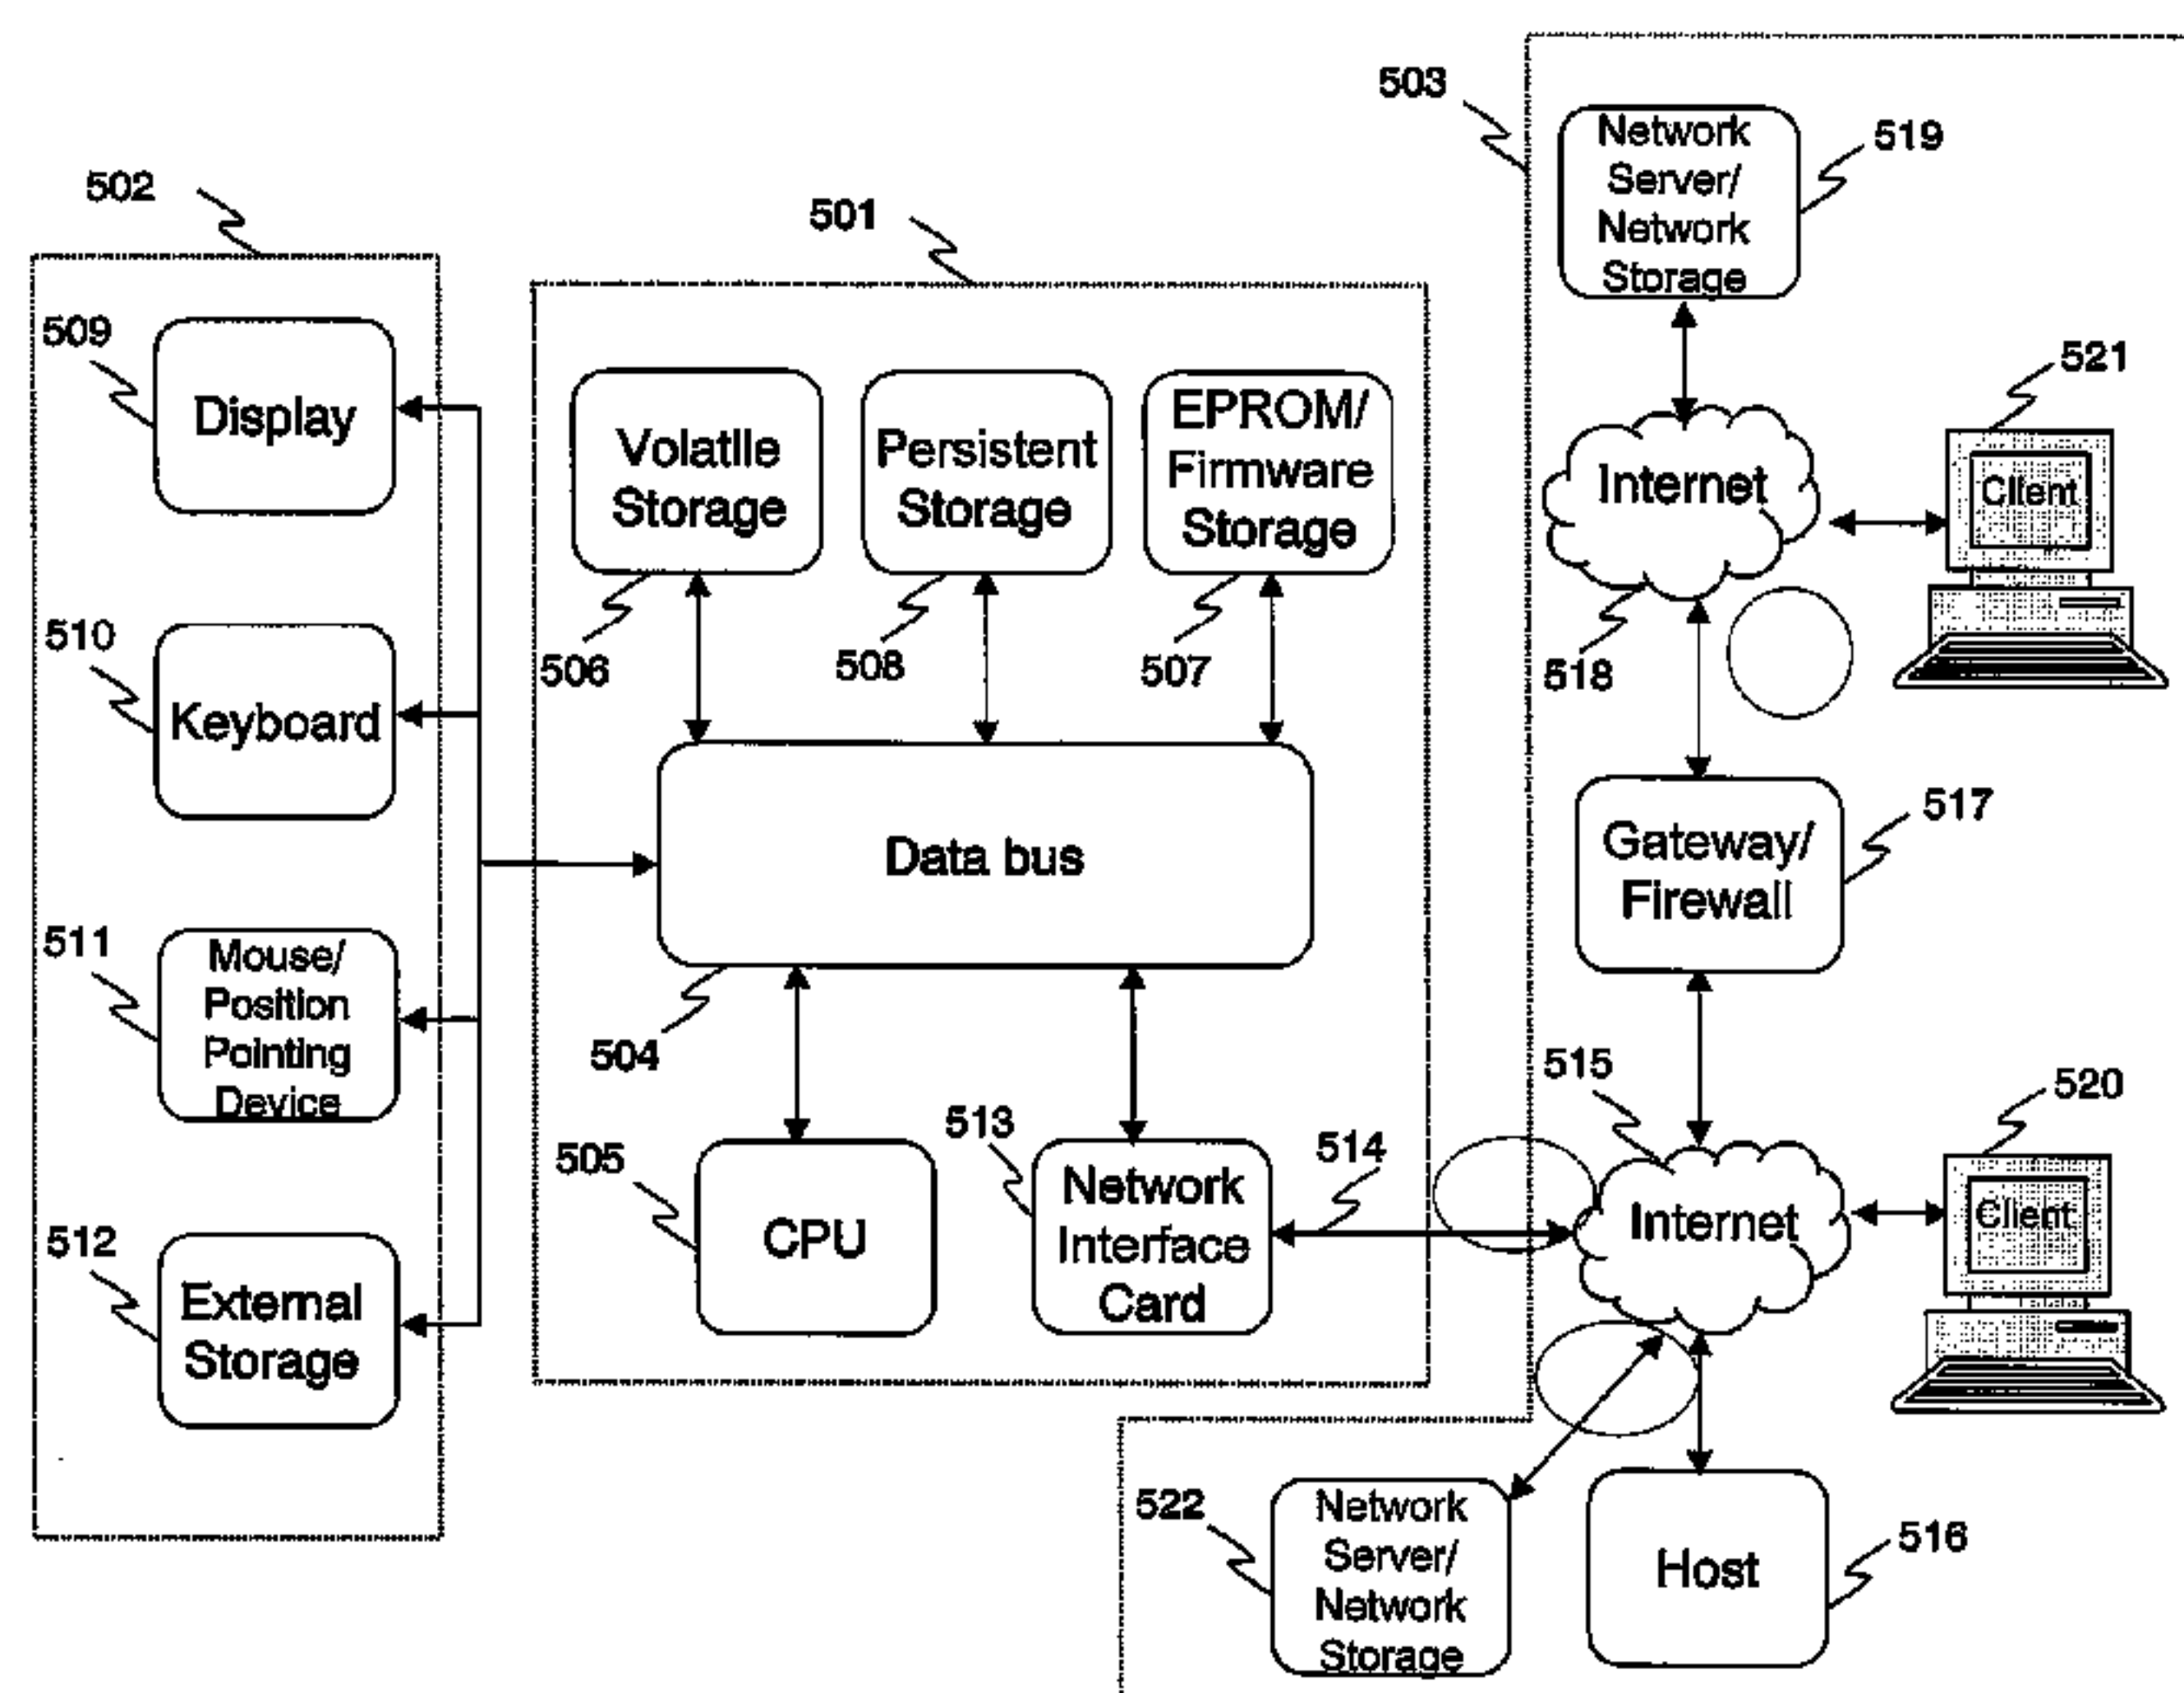 502
509
Display
510
Keyboard
511
Mouse/
Position
Pointing
Device
512
External
Storage
501
Volatile
Storage
506
Persistent
Storage
508
EPROM/
Firmware
Storage
507
Data bus
504
505
CPU
513
Network
Interface
Card
514
503
Network
Server/
Network
Storage
519
Internet
518
521
Client
Gateway/
Firewall
517
515
Internet
520
Client
522
Network
Server/
Network
Storage
Host
516